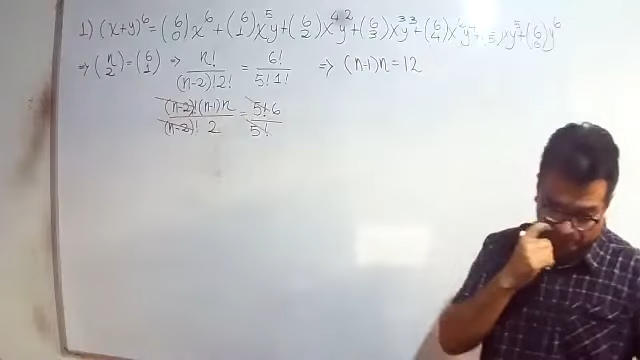 1) (x+y)⁶ = (6 0)x⁶ + (6 1)x⁵y + (6 2)x⁴y² + (6 3)x³y³ + (6 4)x²y⁴ + (6 5)xy⁵ + (6 6)y⁶
⇒ (n 2) = (6 1) ⇒ n!/((n-2)!2!) = 6!/(5!1!) ⇒ (n-1)n = 12
(n-2)!(n-1)n/((n-2)! 2) = 5!·6/5!